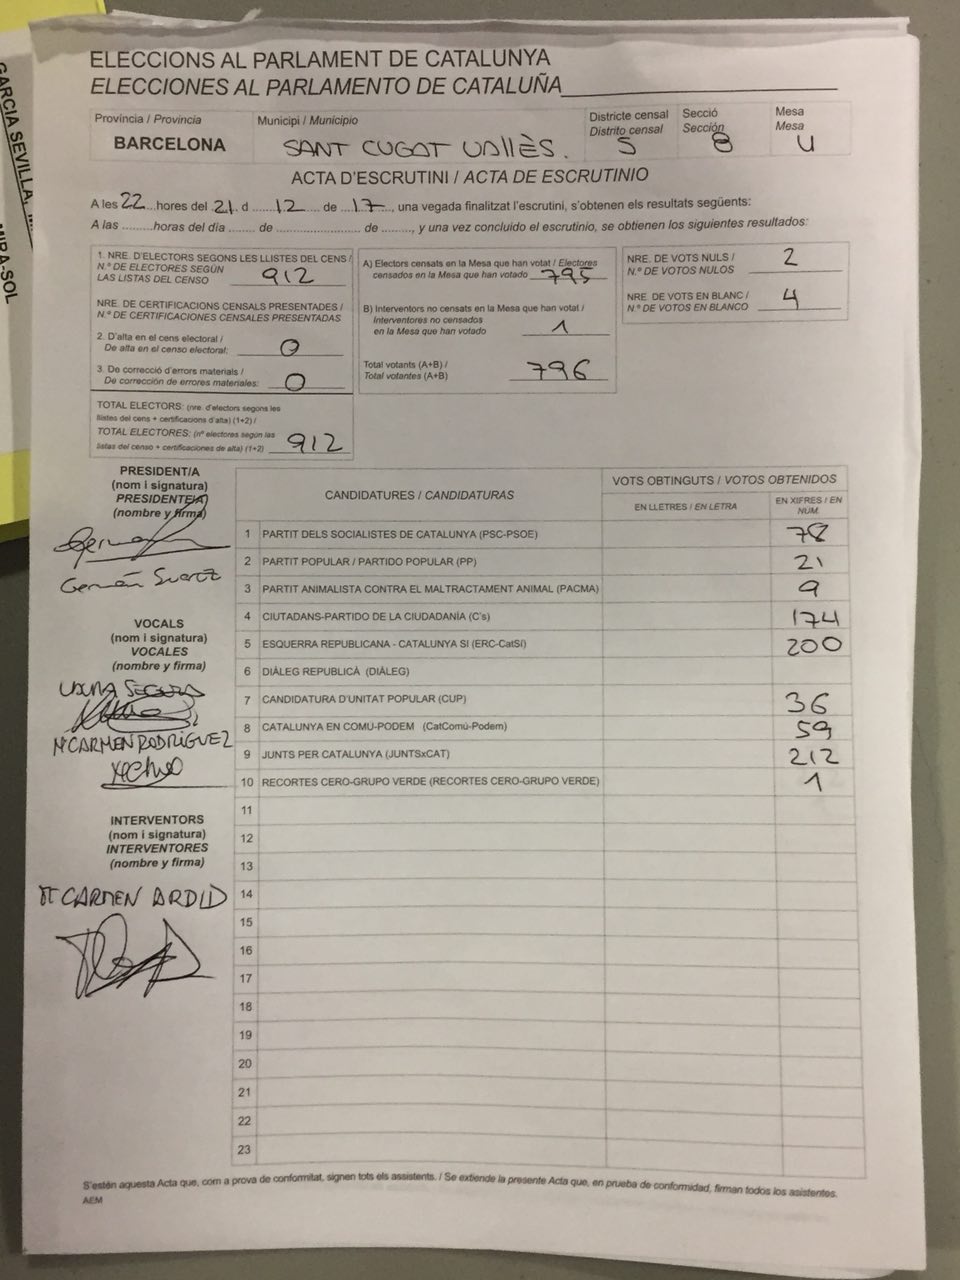 GARCIA SEVILLA,
MIRA-SOL
ELECCIONS AL PARLAMENT DE CATALUNYA
ELECCIONES AL PARLAMENTO DE CATALUÑA
Província / Provincia
BARCELONA
Municipi / Municipio
SANT CUGAT VALLÈS.
Districte censal
Distrito censal
5
Secció
Sección
8
Mesa
Mesa
U
ACTA D'ESCRUTINI / ACTA DE ESCRUTINIO
A les 22 hores del 21 d 12 de 17, una vegada finalitzat l'escrutini, s'obtenen els resultats següents:
A las .........horas del día ....... de ........................ de ........, y una vez concluido el escrutinio, se obtienen los siguientes resultados:
1. NRE. D'ELECTORS SEGONS LES LLISTES DEL CENS /
N.º DE ELECTORES SEGÚN
LAS LISTAS DEL CENSO 912
NRE. DE CERTIFICACIONS CENSALS PRESENTADES /
N.º DE CERTIFICACIONES CENSALES PRESENTADAS
2. D'alta en el cens electoral /
De alta en el censo electoral: 0
3. De correcció d'errors materials /
De corrección de errores materiales: 0
TOTAL ELECTORS: (nre. d'electors segons les
llistes del cens + certificacions d'alta) (1+2) /
TOTAL ELECTORES: (nº electores según las
listas del censo + certificaciones de alta) (1+2) 912
A) Electors censats en la Mesa que han votat / Electores
censados en la Mesa que han votado 795
B) Interventors no censats en la Mesa que han votat /
Interventores no censados
en la Mesa que han votado 1
Total votants (A+B) /
Total votantes (A+B) 796
NRE. DE VOTS NULS /
N.º DE VOTOS NULOS 2
NRE. DE VOTS EN BLANC /
N.º DE VOTOS EN BLANCO 4
PRESIDENT/A
(nom i signatura)
PRESIDENTE/A
(nombre y firma)
Germán Suarez
VOCALS
(nom i signatura)
VOCALES
(nombre y firma)
Mª CARMEN RODRIGUEZ
INTERVENTORS
(nom i signatura)
INTERVENTORES
(nombre y firma)
Mª CARMEN ARDID
CANDIDATURES / CANDIDATURAS
VOTS OBTINGUTS / VOTOS OBTENIDOS
EN LLETRES / EN LETRA
EN XIFRES / EN
NÚM.
1 PARTIT DELS SOCIALISTES DE CATALUNYA (PSC-PSOE) 78
2 PARTIT POPULAR / PARTIDO POPULAR (PP) 21
3 PARTIT ANIMALISTA CONTRA EL MALTRACTAMENT ANIMAL (PACMA) 9
4 CIUTADANS-PARTIDO DE LA CIUDADANÍA (C's) 174
5 ESQUERRA REPUBLICANA - CATALUNYA SÍ (ERC-CatSí) 200
6 DIÀLEG REPUBLICÀ (DIÀLEG)
7 CANDIDATURA D'UNITAT POPULAR (CUP) 36
8 CATALUNYA EN COMÚ-PODEM (CatComú-Podem) 59
9 JUNTS PER CATALUNYA (JUNTSxCAT) 212
10 RECORTES CERO-GRUPO VERDE (RECORTES CERO-GRUPO VERDE) 1
11
12
13
14
15
16
17
18
19
20
21
22
23
S'estén aquesta Acta que, com a prova de conformitat, signen tots els assistents. / Se extiende la presente Acta que, en prueba de conformidad, firman todos los asistentes.
AEM